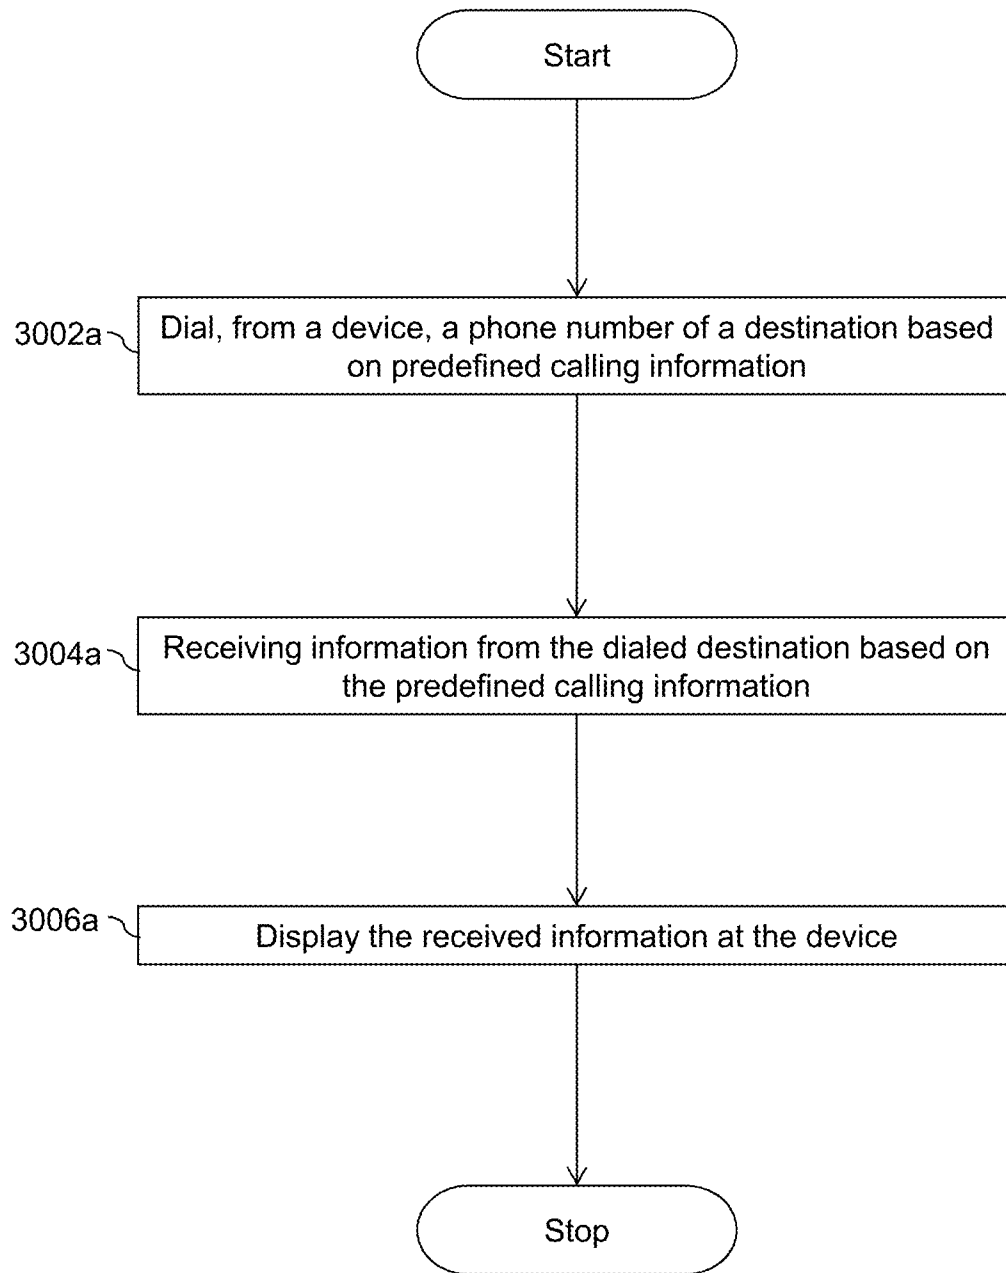 Start
3002a
Dial, from a device, a phone number of a destination based
on predefined calling information
3004a
Receiving information from the dialed destination based on
the predefined calling information
3006a
Display the received information at the device
Stop